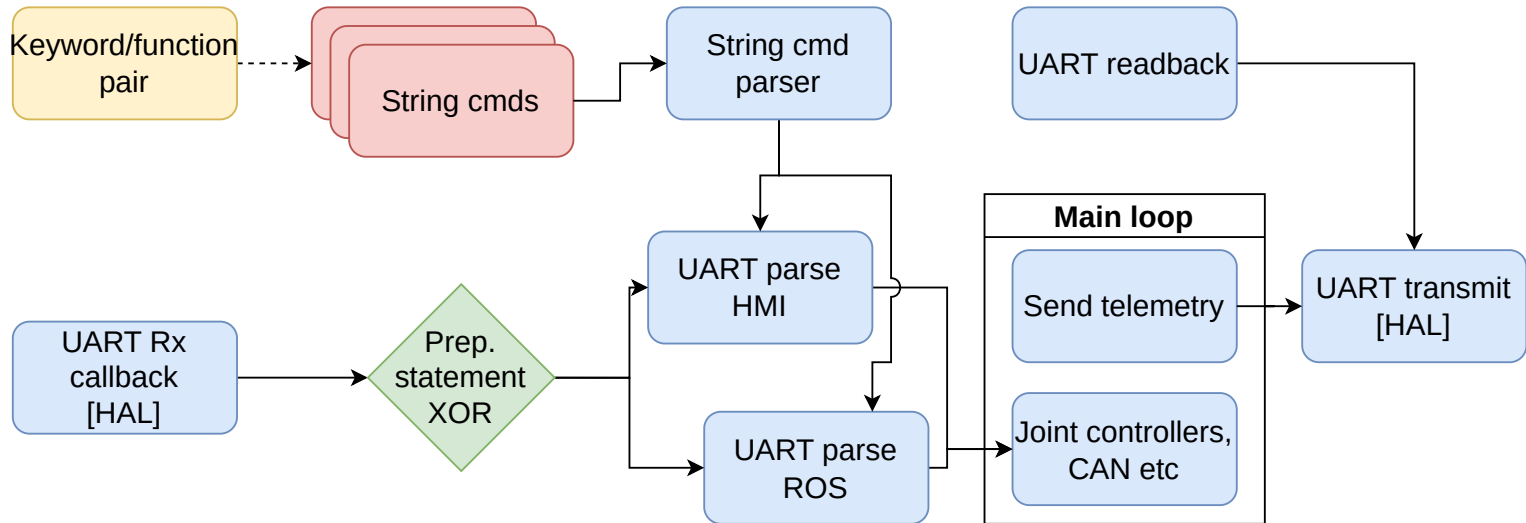 Keyword/function
pair
String cmds
String cmd
parser
UART readback
Main loop
UART parse
HMI
Send telemetry
UART transmit
[HAL]
UART Rx
callback
[HAL]
Prep.
statement
XOR
UART parse
ROS
Joint controllers,
CAN etc